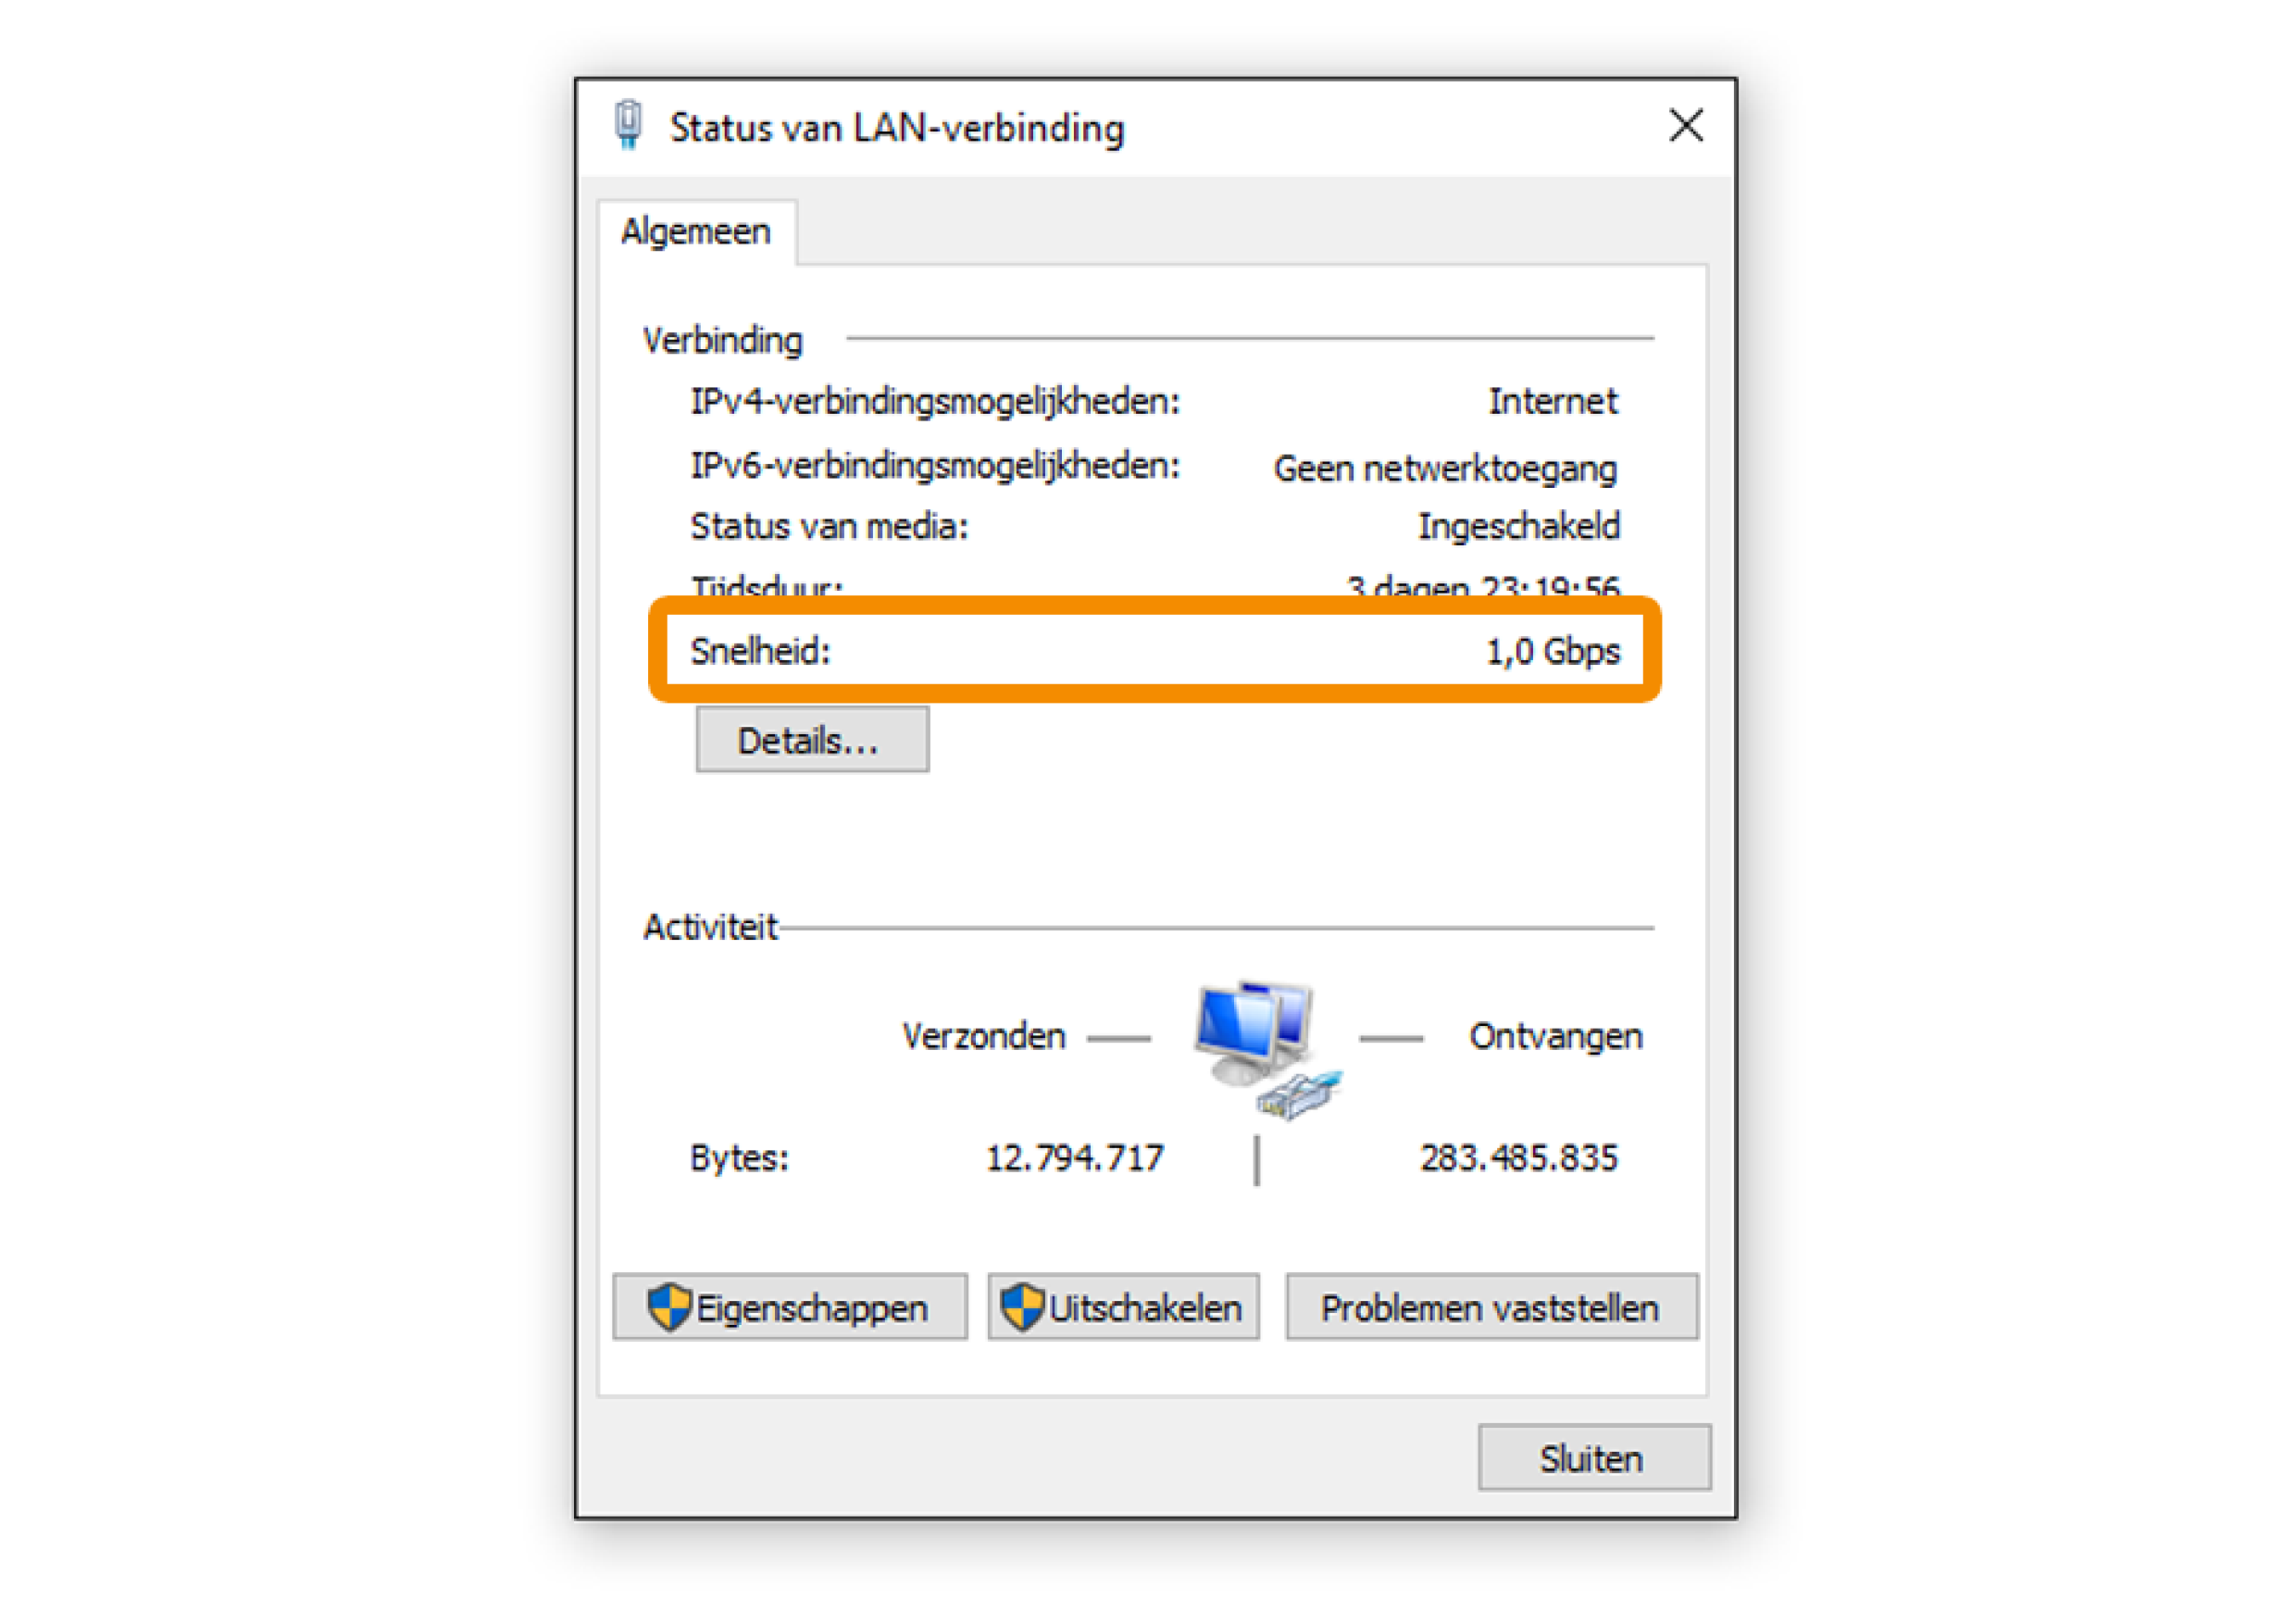 Status van LAN-verbinding
Algemeen
Verbinding
IPv4-verbindingsmogelijkheden: Internet
IPv6-verbindingsmogelijkheden: Geen netwerktoegang
Status van media: Ingeschakeld
Tijdsduur: 3 dagen 23:19:56
Snelheid: 1,0 Gbps
Details...
Activiteit
Verzonden Ontvangen
Bytes: 12.794.717 283.485.835
Eigenschappen Uitschakelen Problemen vaststellen
Sluiten